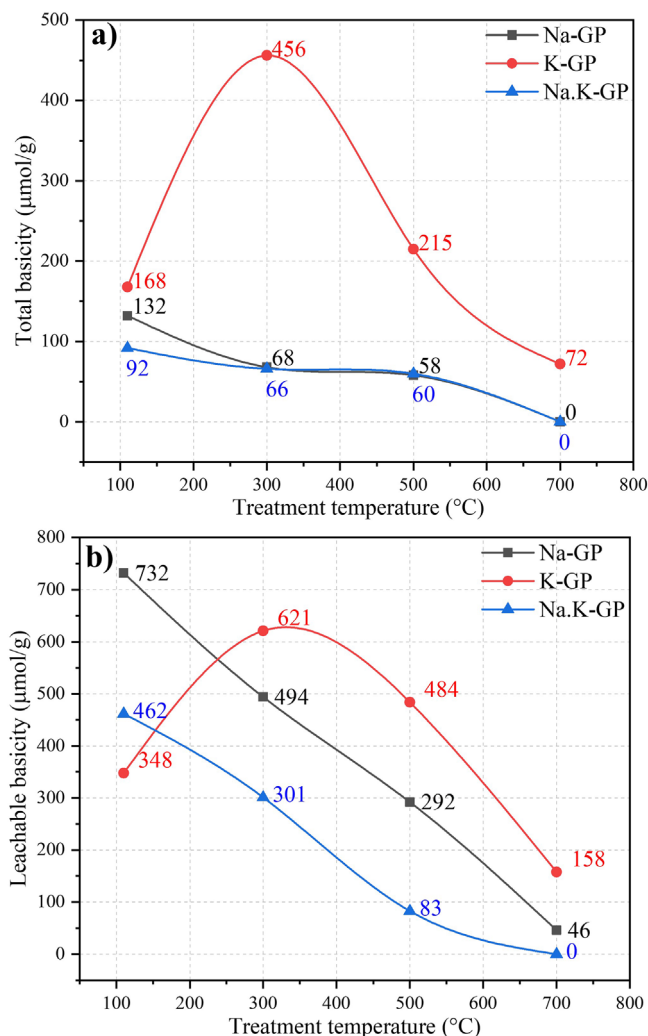 a)
Na-GP
K-GP
Na.K-GP
500
400
300
200
100
0
456
168
132
92
68
66
215
58
60
72
0
0
100 200 300 400 500 600 700 800
Total basicity (μmol/g)
Treatment temperature (°C)
b)
Na-GP
K-GP
Na.K-GP
800
700
600
500
400
300
200
100
0
732
621
494
484
462
348
301
292
83
158
46
0
100 200 300 400 500 600 700 800
Leachable basicity (μmol/g)
Treatment temperature (°C)